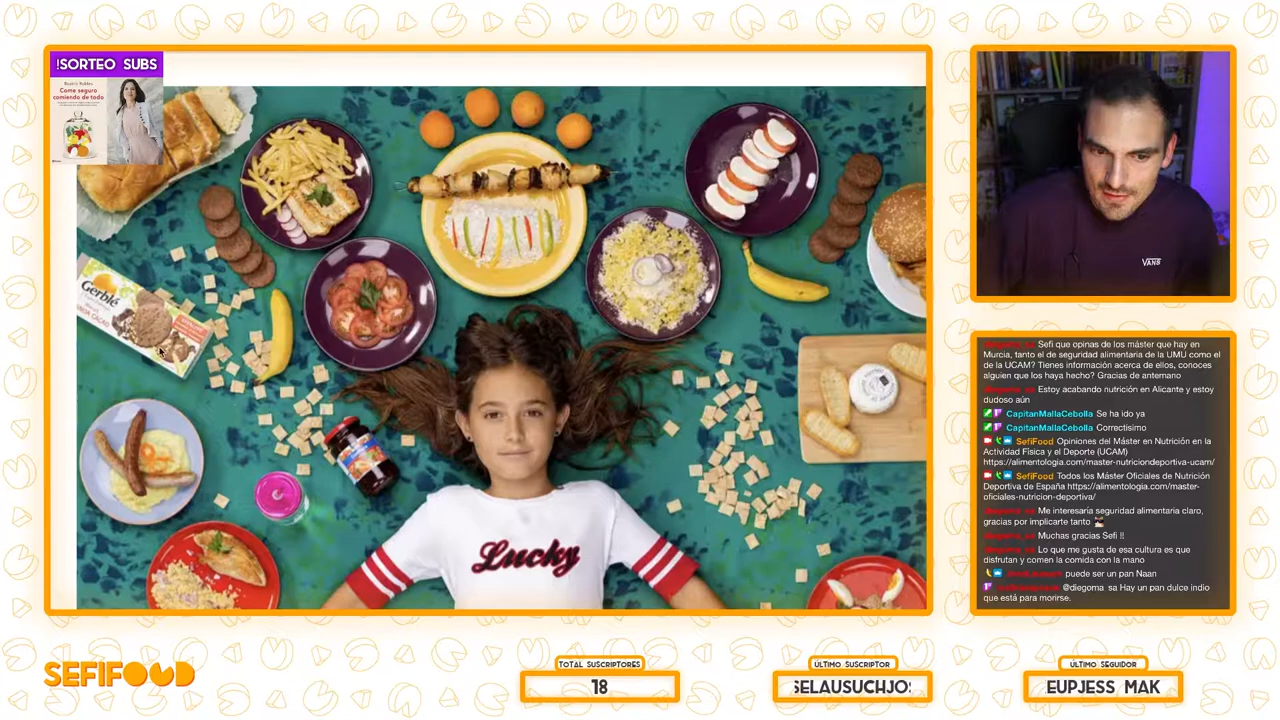 !SORTEO SUBS
Beatriz Robles
Come seguro
comiendo de todo
Gerblé
Lucky
VANS
Sefi que opinas de los máster que hay en
Murcia, tanto el de seguridad alimentaria de la UMU como el
de la UCAM? Tienes información acerca de ellos, conoces
alguien que los haya hecho? Gracias de antemano
Estoy acabando nutrición en Alicante y estoy
dudoso aún
CapitanMallaCebolla Se ha ido ya
CapitanMallaCebolla Correctísimo
SefiFood Opiniones del Máster en Nutrición en la
Actividad Física y el Deporte (UCAM)
https://alimentologia.com/master-nutriciondeportiva-ucam/
SefiFood Todos los Máster Oficiales de Nutrición
Deportiva de España https://alimentologia.com/master-
oficiales-nutricion-deportiva/
Me interesaría seguridad alimentaria claro,
gracias por implicarte tanto
Muchas gracias Sefi !!
Lo que me gusta de esa cultura es que
disfrutan y comen la comida con la mano
puede ser un pan Naan
@diegoma_sa Hay un pan dulce indio
que está para morirse.
SEFIFOOD
TOTAL SUSCRIPTORES
18
ÚLTIMO SUSCRIPTOR
SELAUSUCHJO
ÚLTIMO SEGUIDOR
EUPJESS MAK